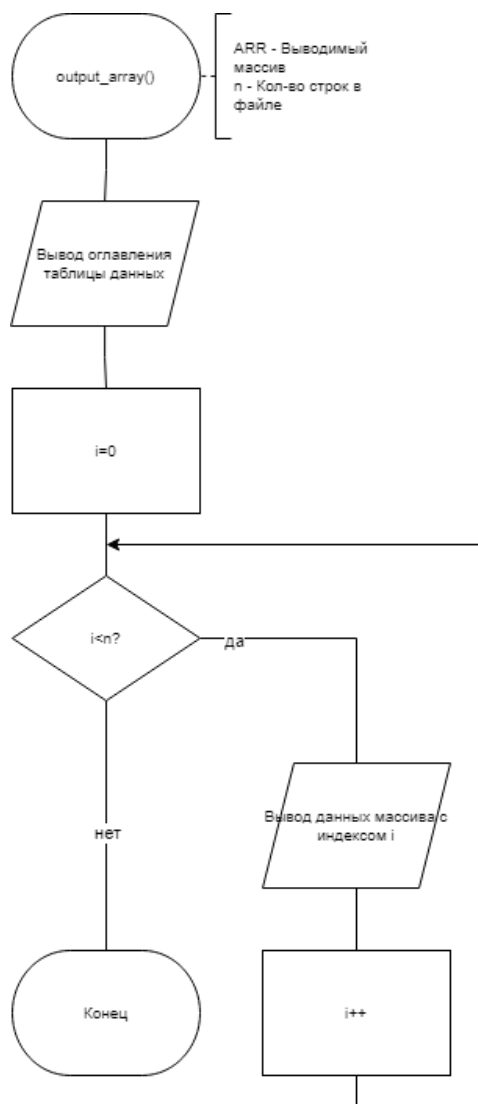 output_array()
ARR - Выводимый
массив
n - Кол-во строк в
файле
Вывод оглавления
таблицы данных
i=0
i<n?
да
Вывод данных массива с
индексом i
нет
Конец
i++